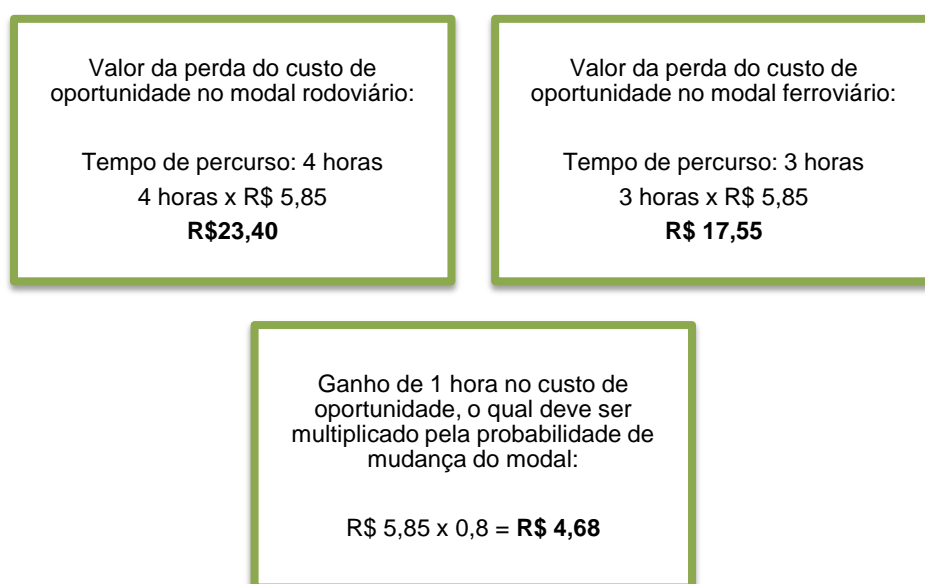 Valor da perda do custo de
oportunidade no modal rodoviário:
Tempo de percurso: 4 horas
4 horas x R$ 5,85
R$23,40
Valor da perda do custo de
oportunidade no modal ferroviário:
Tempo de percurso: 3 horas
3 horas x R$ 5,85
R$ 17,55
Ganho de 1 hora no custo de
oportunidade, o qual deve ser
multiplicado pela probabilidade de
mudança do modal:
R$ 5,85 x 0,8 = R$ 4,68